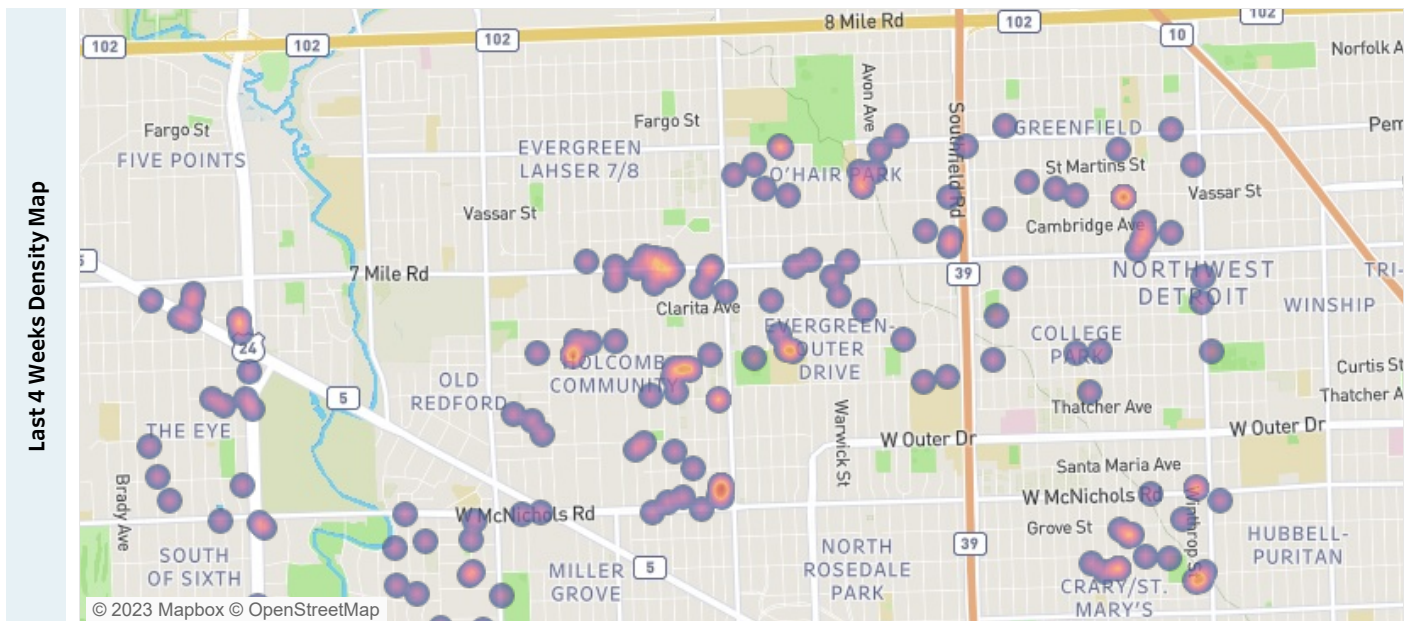 Last 4 Weeks Density Map
102
102
102
8 Mile Rd
102
102
10
Norfolk A
Fargo St
FIVE POINTS
Fargo St
EVERGREEN
LAHSER 7/8
Vassar St
Avon Ave
O'HAIR PARK
Southfield Rd
GREENFIELD
Pem
St Martins St
Vassar St
Cambridge Ave
5
7 Mile Rd
39
NORTHWEST
DETROIT
TRI-
WINSHIP
Clarita Ave
24
EVERGREEN-
OUTER
DRIVE
COLLEGE
PARK
HOLCOMB
COMMUNITY
OLD
REDFORD
5
Curtis St
Thatcher A
Thatcher Ave
THE EYE
Warwick St
W Outer Dr
W Outer Dr
Santa Maria Ave
Brady Ave
W McNichols Rd
W McNichols Rd
Winthrop S
Grove St
39
HUBBELL-
PURITAN
SOUTH
OF SIXTH
MILLER
GROVE
5
NORTH
ROSEDALE
PARK
CRARY/ST.
MARY'S
© 2023 Mapbox © OpenStreetMap